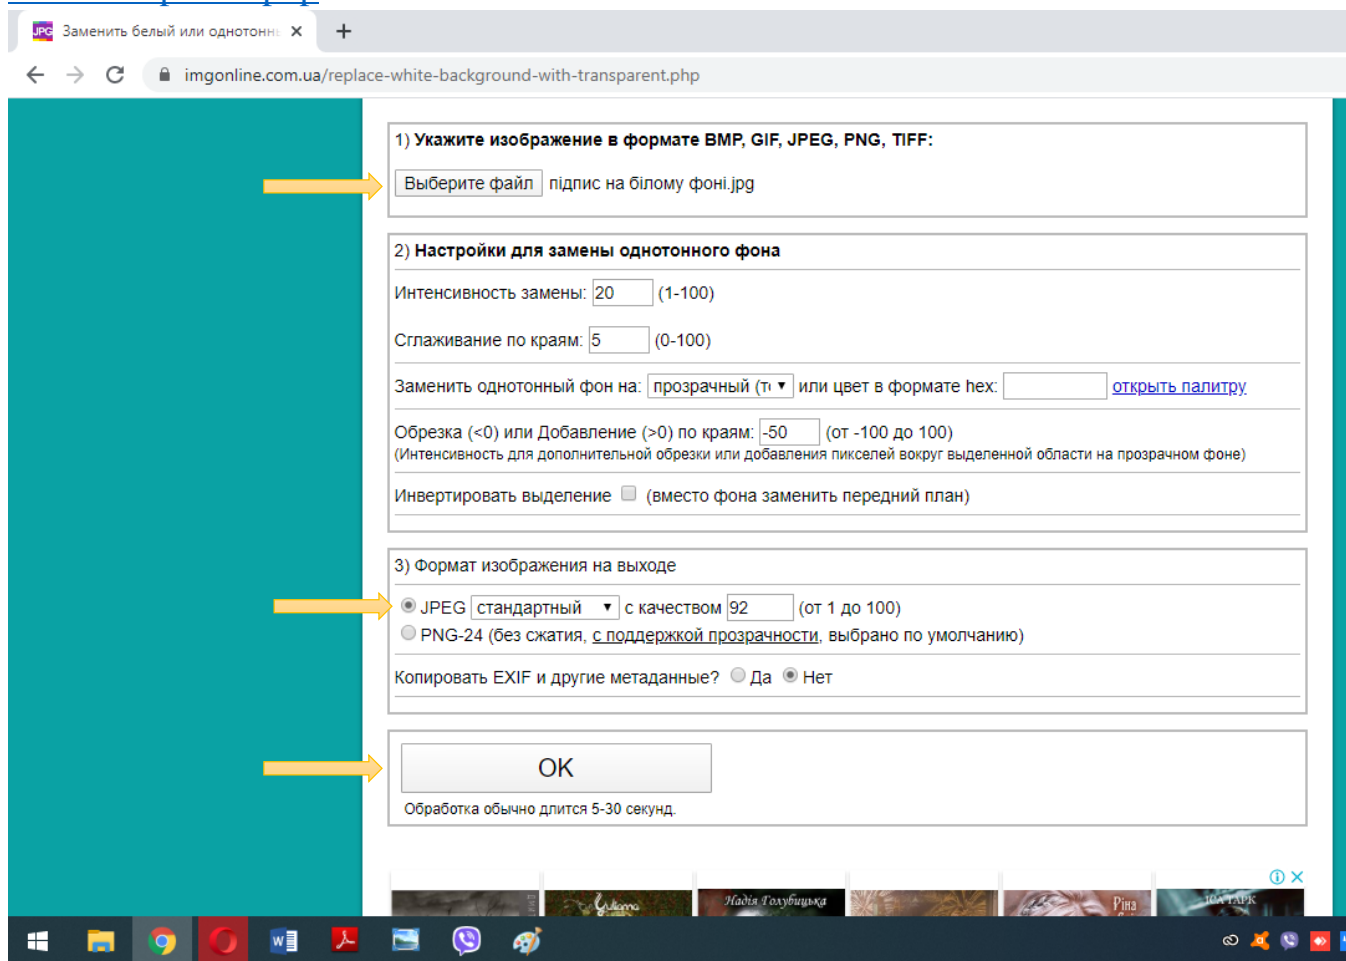 Заменить белый или однотонн
imgonline.com.ua/replace-white-background-with-transparent.php
1) Укажите изображение в формате BMP, GIF, JPEG, PNG, TIFF:
Выберите файл підпис на білому фоні.jpg
2) Настройки для замены однотонного фона
Интенсивность замены: 20 (1-100)
Сглаживание по краям: 5 (0-100)
Заменить однотонный фон на: прозрачный (т или цвет в формате hex: открыть палитру
Обрезка (<0) или Добавление (>0) по краям: -50 (от -100 до 100)
(Интенсивность для дополнительной обрезки или добавления пикселей вокруг выделенной области на прозрачном фоне)
Инвертировать выделение (вместо фона заменить передний план)
3) Формат изображения на выходе
JPEG стандартный с качеством 92 (от 1 до 100)
PNG-24 (без сжатия, с поддержкой прозрачности, выбрано по умолчанию)
Копировать EXIF и другие метаданные? Да Нет
OK
Обработка обычно длится 5-30 секунд.
Надія Голубицька
Ріна